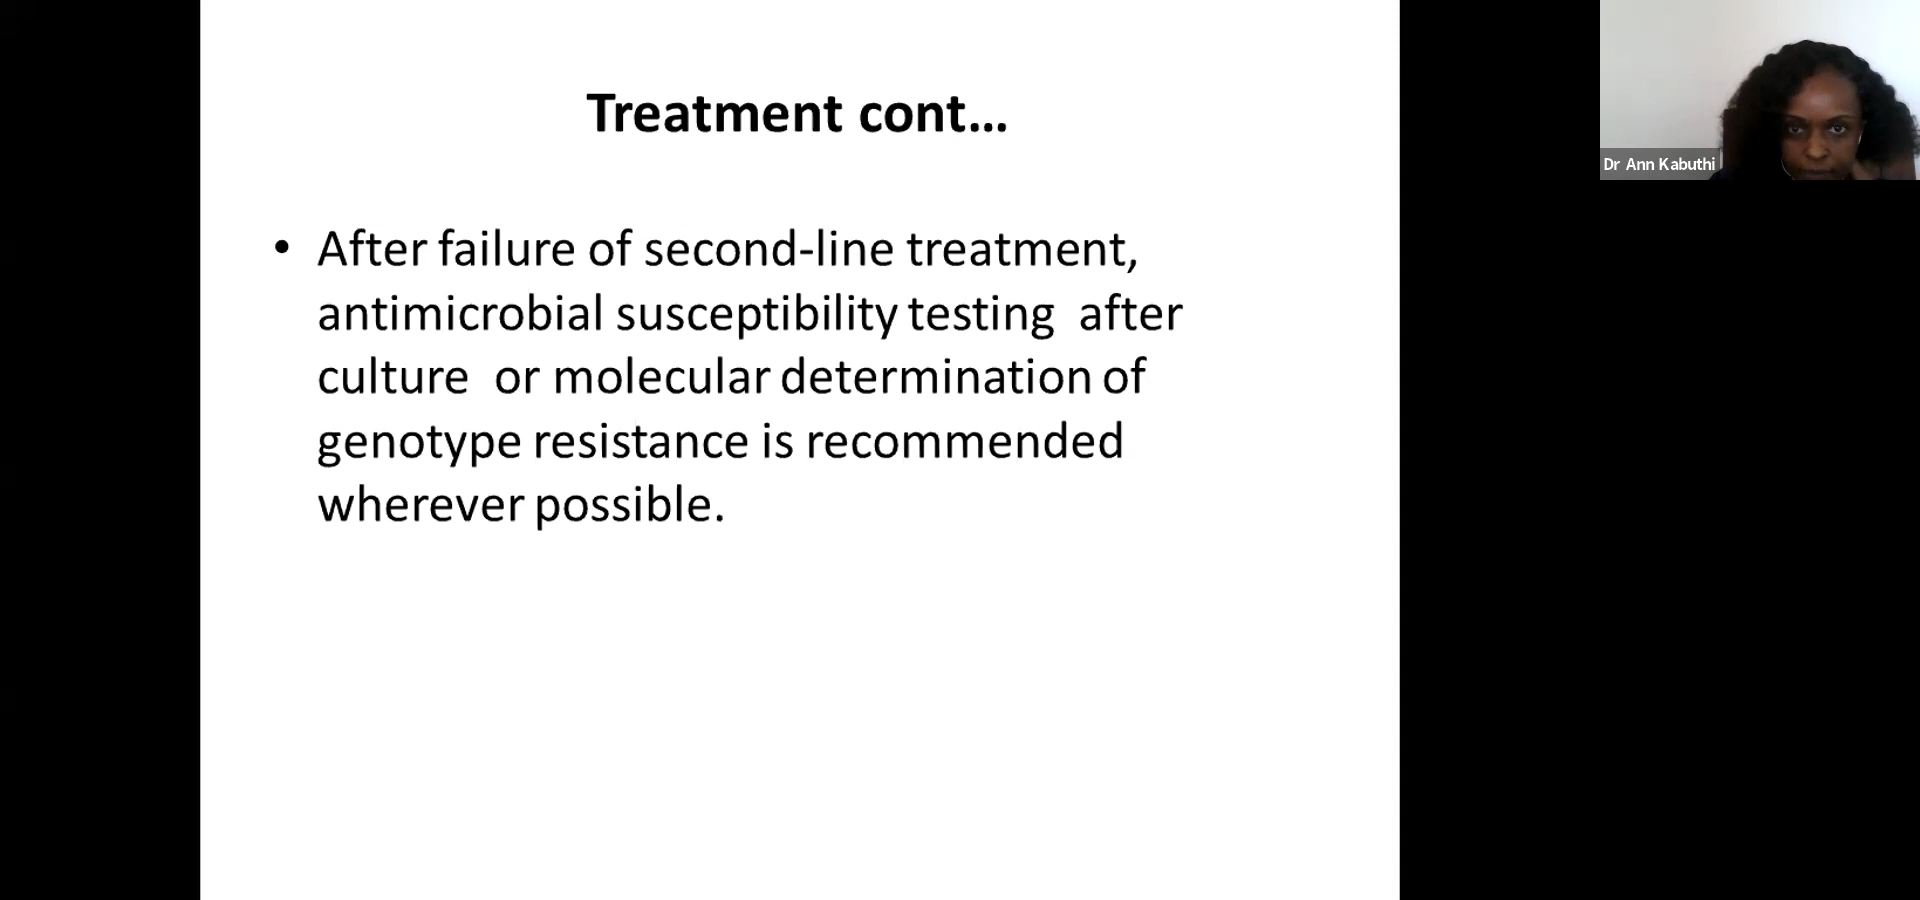 Treatment cont...
• After failure of second-line treatment,
antimicrobial susceptibility testing  after
culture  or molecular determination of
genotype resistance is recommended
wherever possible.
Dr Ann Kabuthi